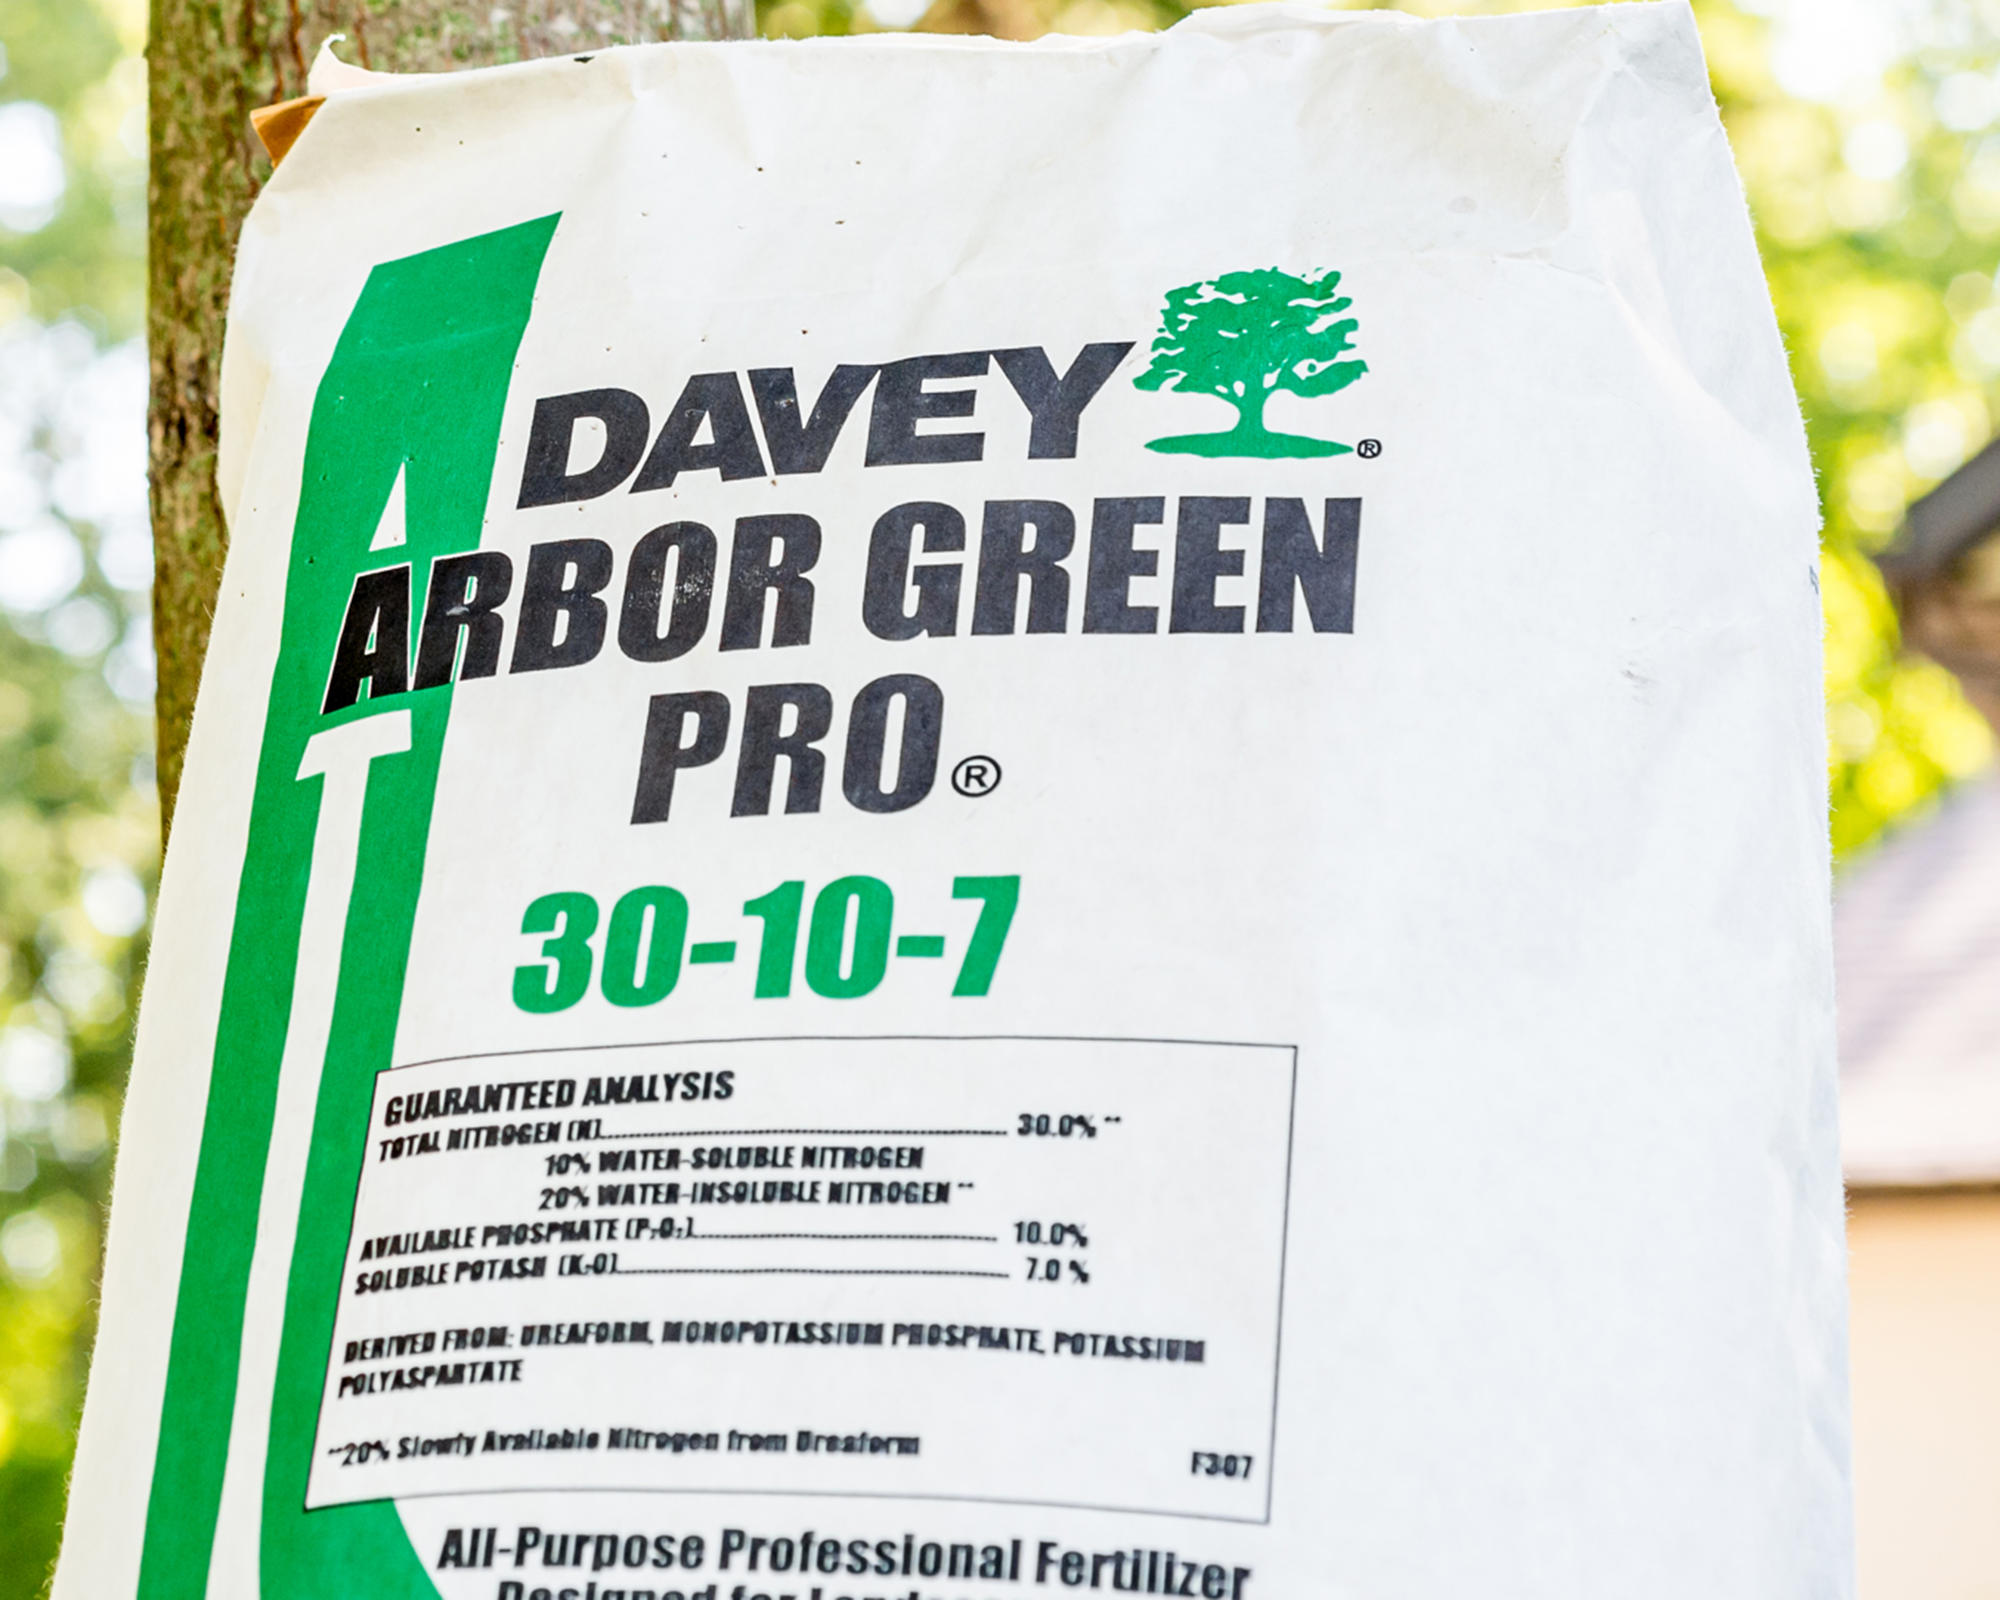 DAVEY®
ARBOR GREEN
PRO®
30-10-7
GUARANTEED ANALYSIS
TOTAL NITROGEN (N)........ 30.0% **
10% WATER-SOLUBLE NITROGEN
20% WATER-INSOLUBLE NITROGEN **
AVAILABLE PHOSPHATE (P₂O₅)........ 10.0%
SOLUBLE POTASH (K₂O)........ 7.0 %
DERIVED FROM: UREAFORM, MONOPOTASSIUM PHOSPHATE, POTASSIUM
POLYASPARTATE
**20% Slowly Available Nitrogen from Ureaform
F307
All-Purpose Professional Fertilizer
Designed for